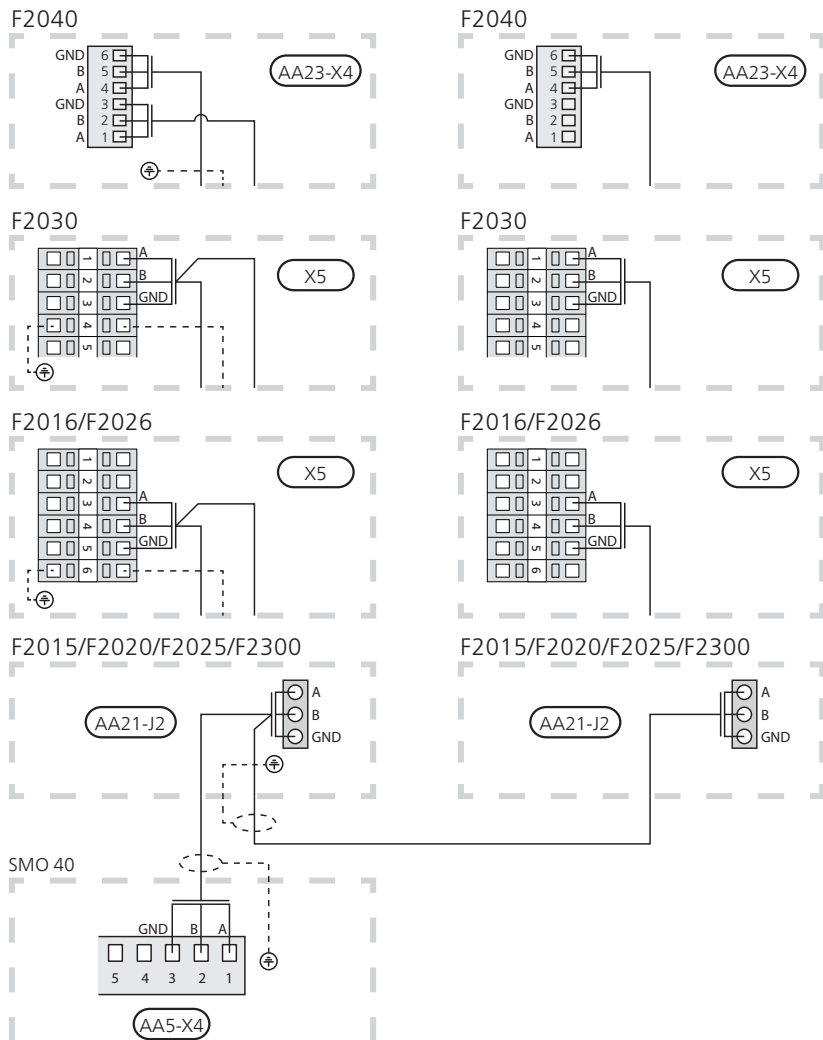 F2040
GND 6
B 5
A 4
GND 3
B 2
A 1
AA23-X4
F2040
GND 6
B 5
A 4
GND 3
B 2
A 1
AA23-X4
F2030
1 A
2 B
3 GND
- 4 -
5
X5
F2030
1 A
2 B
3 GND
4
5
X5
F2016/F2026
1
2
3 A
4 B
5 GND
- 6 -
X5
F2016/F2026
1
2
3 A
4 B
5 GND
6
X5
F2015/F2020/F2025/F2300
AA21-J2
A
B
GND
F2015/F2020/F2025/F2300
AA21-J2
A
B
GND
SMO 40
GND B A
5 4 3 2 1
AA5-X4